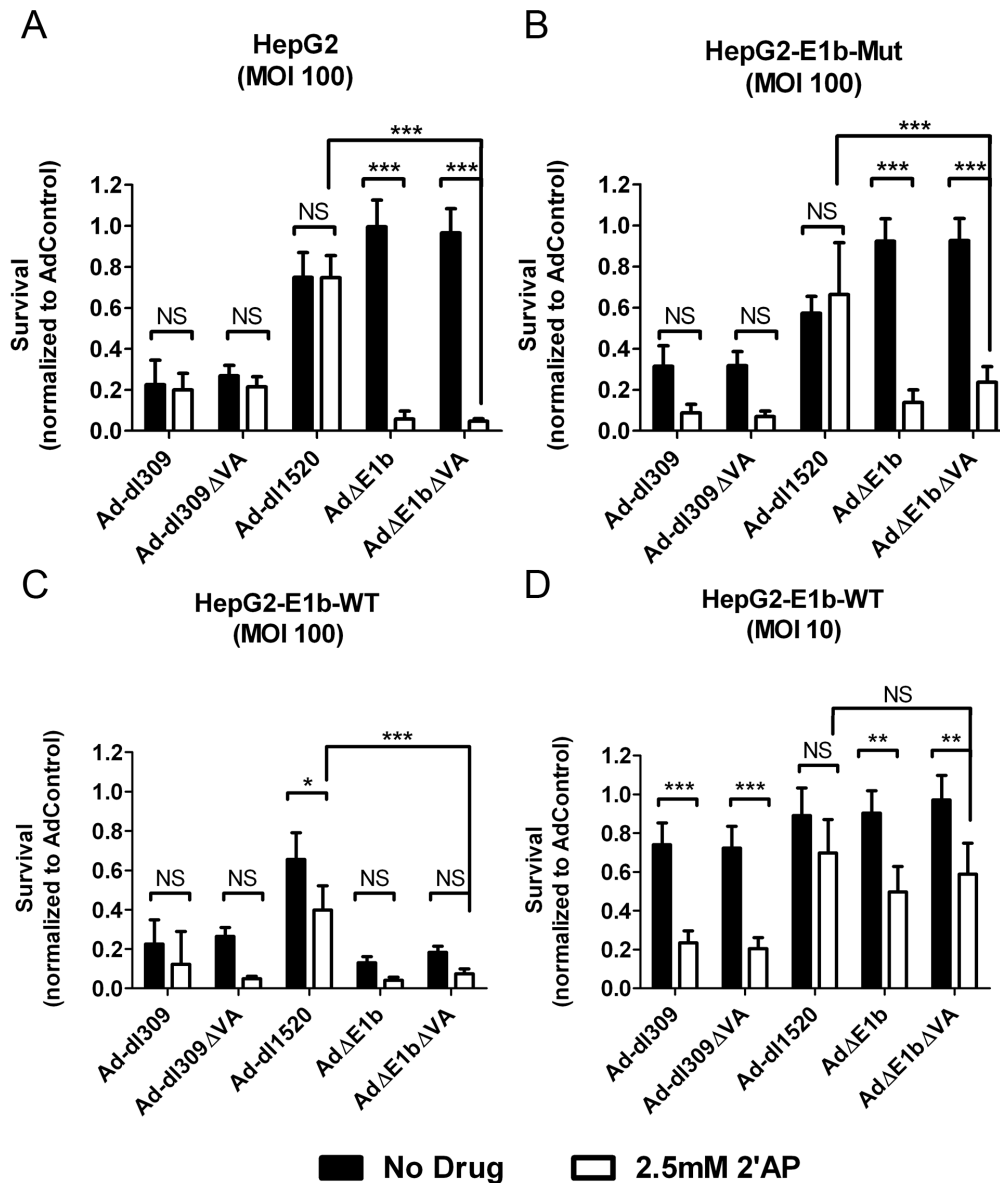 A
HepG2
(MOI 100)
***
***
***
NS
NS
NS
Survival
(normalized to AdControl)
1.2
1.0
0.8
0.6
0.4
0.2
0.0
Ad-dl309
Ad-dl309ΔVA
Ad-dl1520
AdΔE1b
AdΔE1bΔVA
B
HepG2-E1b-Mut
(MOI 100)
***
***
***
NS
NS
NS
Survival
(normalized to AdControl)
1.2
1.0
0.8
0.6
0.4
0.2
0.0
Ad-dl309
Ad-dl309ΔVA
Ad-dl1520
AdΔE1b
AdΔE1bΔVA
C
HepG2-E1b-WT
(MOI 100)
***
*
NS
NS
NS
NS
Survival
(normalized to AdControl)
1.2
1.0
0.8
0.6
0.4
0.2
0.0
Ad-dl309
Ad-dl309ΔVA
Ad-dl1520
AdΔE1b
AdΔE1bΔVA
D
HepG2-E1b-WT
(MOI 10)
NS
***
***
NS
**
**
Survival
(normalized to AdControl)
1.2
1.0
0.8
0.6
0.4
0.2
0.0
Ad-dl309
Ad-dl309ΔVA
Ad-dl1520
AdΔE1b
AdΔE1bΔVA
No Drug
2.5mM 2'AP